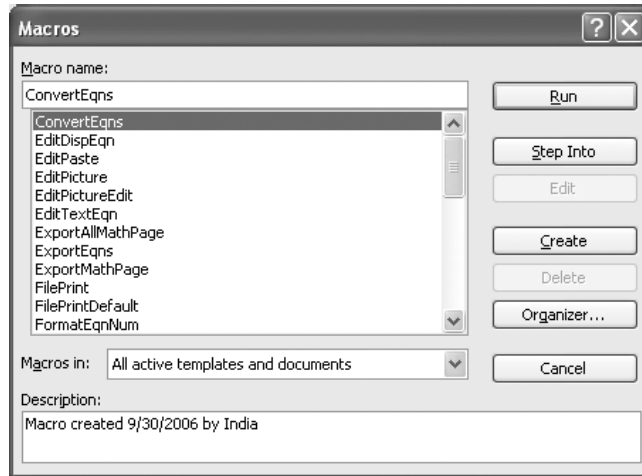 Macros
Macro name:
ConvertEqns
Run
ConvertEqns
EditDispEqn
EditPaste
EditPicture
EditPictureEdit
EditTextEqn
ExportAllMathPage
ExportEqns
ExportMathPage
FilePrint
FilePrintDefault
FormatEqnNum
Step Into
Edit
Create
Delete
Organizer...
Macros in: All active templates and documents
Cancel
Description:
Macro created 9/30/2006 by India